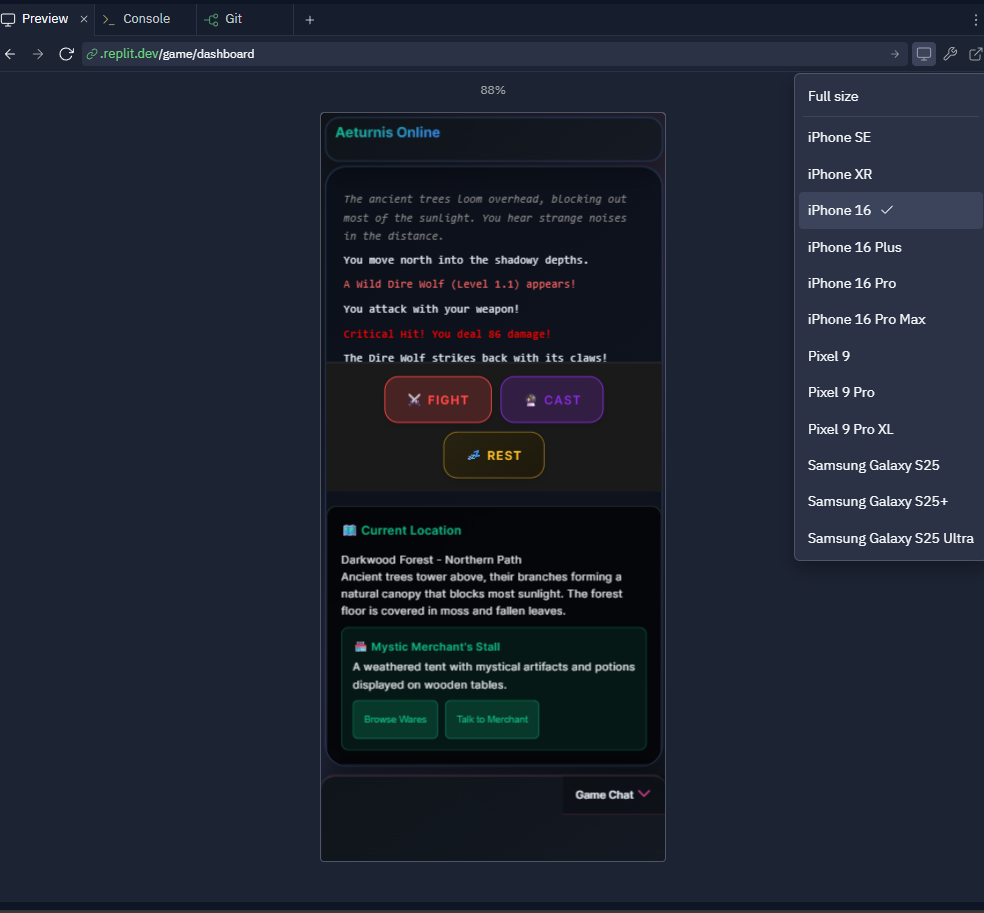 Preview × >_ Console Git +
.replit.dev/game/dashboard
88%
Full size
iPhone SE
iPhone XR
iPhone 16 ✓
iPhone 16 Plus
iPhone 16 Pro
iPhone 16 Pro Max
Pixel 9
Pixel 9 Pro
Pixel 9 Pro XL
Samsung Galaxy S25
Samsung Galaxy S25+
Samsung Galaxy S25 Ultra
Aeturnis Online
The ancient trees loom overhead, blocking out
most of the sunlight. You hear strange noises
in the distance.
You move north into the shadowy depths.
A Wild Dire Wolf (Level 1.1) appears!
You attack with your weapon!
Critical Hit! You deal 86 damage!
The Dire Wolf strikes back with its claws!
FIGHT
CAST
REST
Current Location
Darkwood Forest - Northern Path
Ancient trees tower above, their branches forming a
natural canopy that blocks most sunlight. The forest
floor is covered in moss and fallen leaves.
Mystic Merchant's Stall
A weathered tent with mystical artifacts and potions
displayed on wooden tables.
Browse Wares
Talk to Merchant
Game Chat